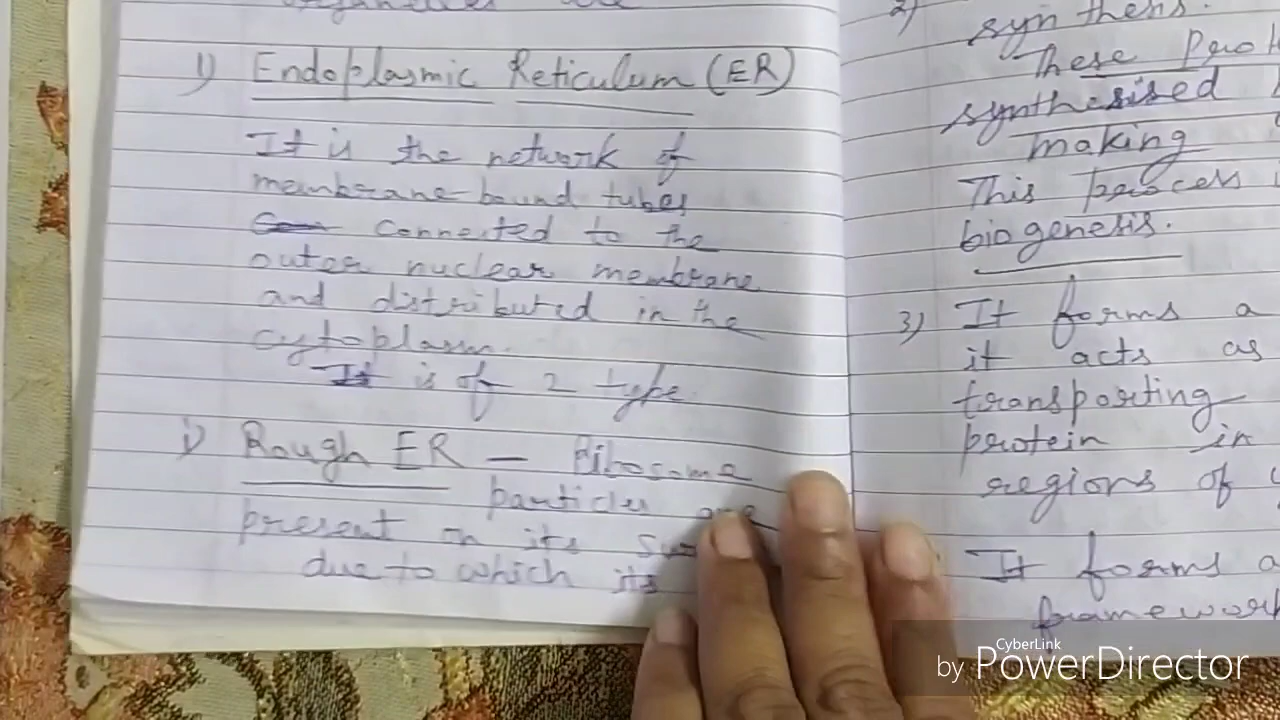 1) Endoplasmic Reticulum (ER)
It is the network of
membrane bound tubes
connected to the
outer nuclear membrane
and distributed in the
cytoplasm.
It is of 2 type
i) Rough ER — Ribosome
particles are
present on its
due to which its
2) synthesis.
These
synthesised
making
This process
biogenesis.
3) It forms a
it acts as
transporting
protein in
regions of
It forms a
CyberLink
by PowerDirector